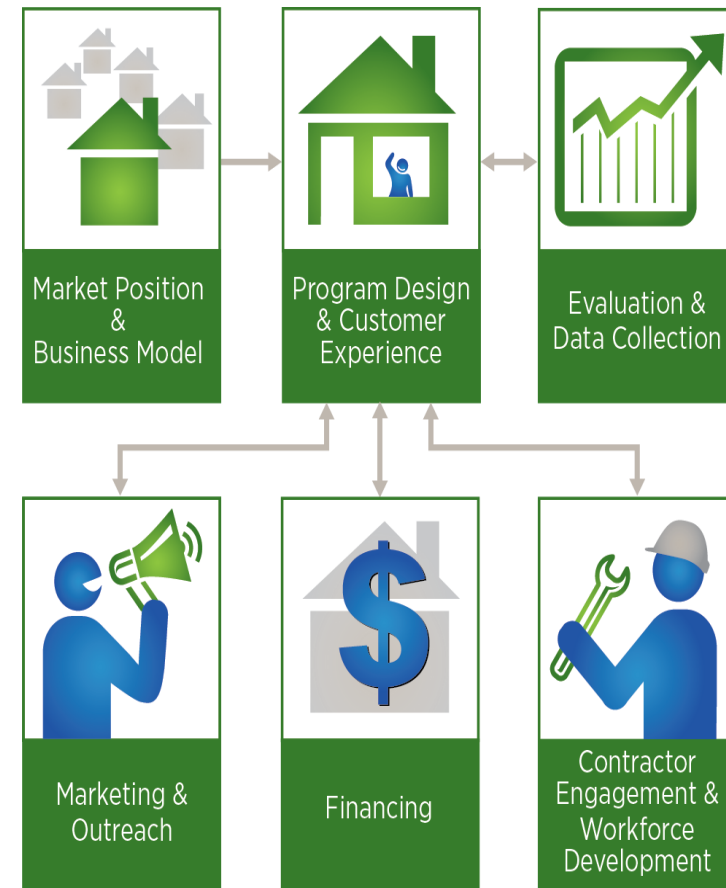 Market Position
&
Business Model
Program Design
& Customer
Experience
Evaluation &
Data Collection
Marketing &
Outreach
Financing
Contractor
Engagement &
Workforce
Development